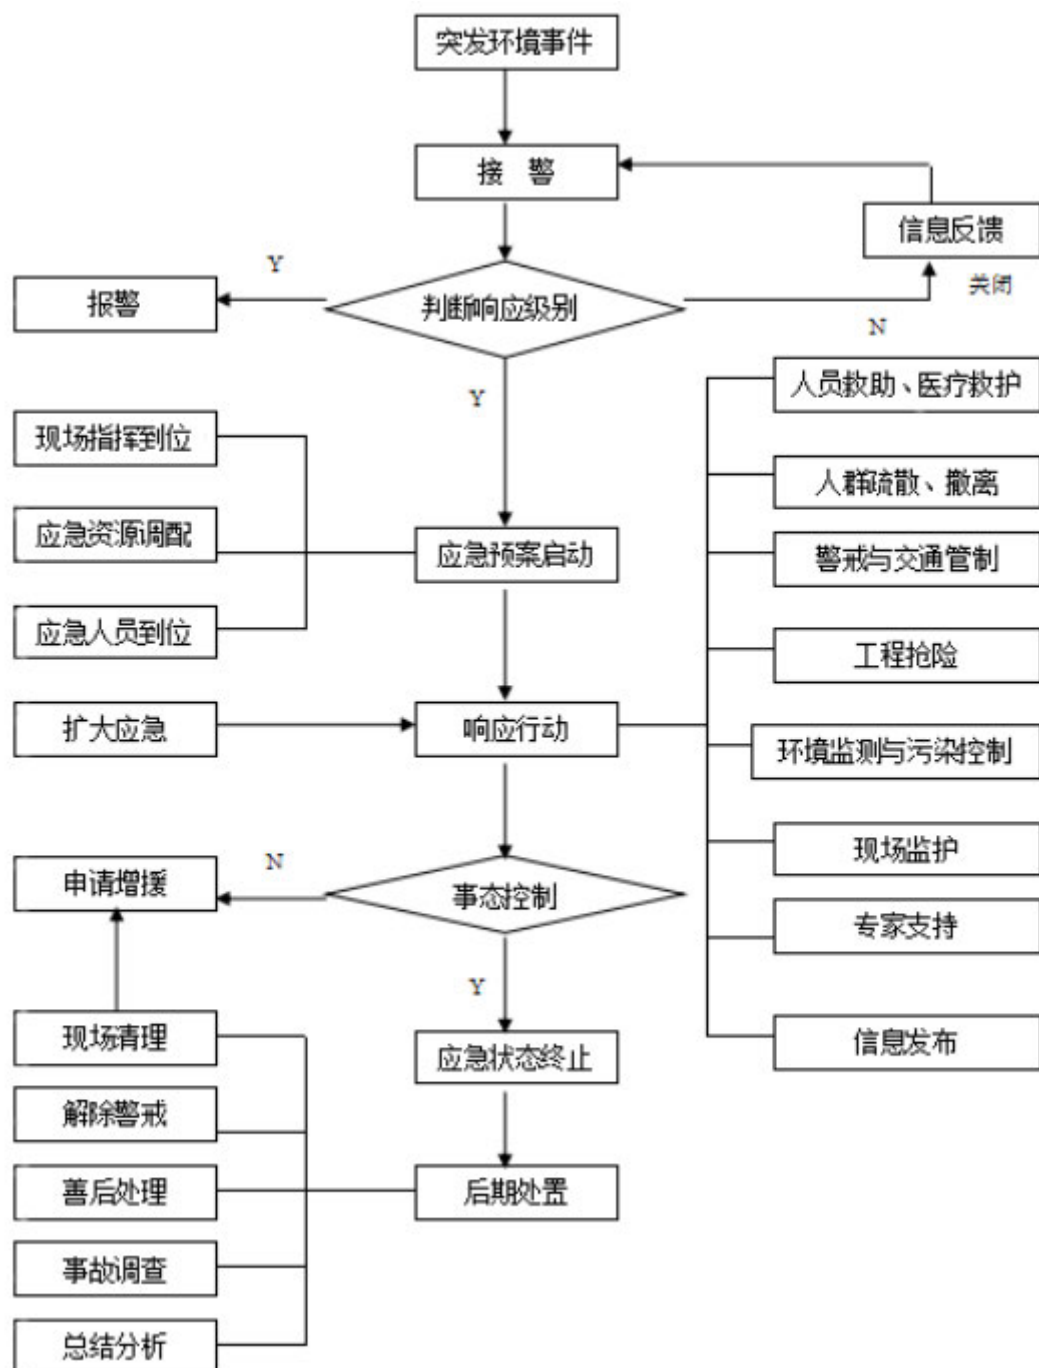 突发环境事件
接 警
信息反馈
Y
关闭
报警
判断响应级别
N
人员救助、医疗救护
Y
现场指挥到位
人群疏散、撤离
应急资源调配
应急预案启动
警戒与交通管制
应急人员到位
工程抢险
扩大应急
响应行动
环境监测与污染控制
现场监护
N
申请增援
事态控制
专家支持
Y
现场清理
应急状态终止
信息发布
解除警戒
善后处理
后期处置
事故调查
总结分析